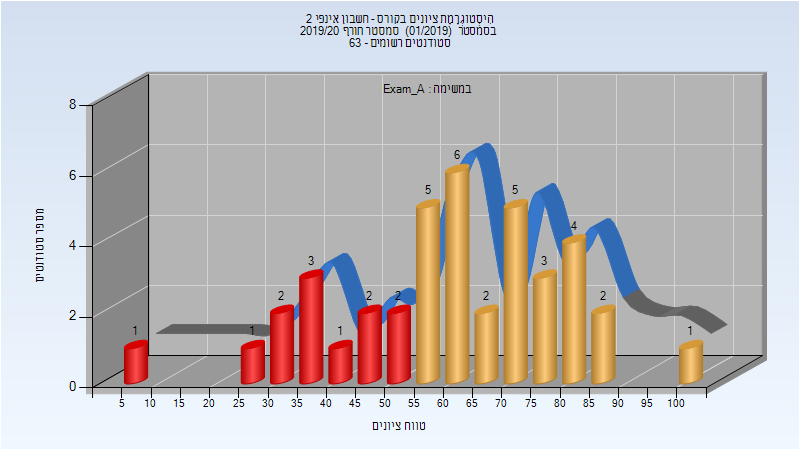 היסטוגרמת ציונים בקורס - חשבון אינפי 2
בסמסטר (01/2019) סמסטר חורף 2019/20
סטודנטים רשומים - 63
במשימה : Exam_A
מספר סטודנטים
8
6
4
2
0
1
1
2
3
1
2
2
5
6
2
5
3
4
2
1
5 10 15 20 25 30 35 40 45 50 55 60 65 70 75 80 85 90 95 100
טווח ציונים